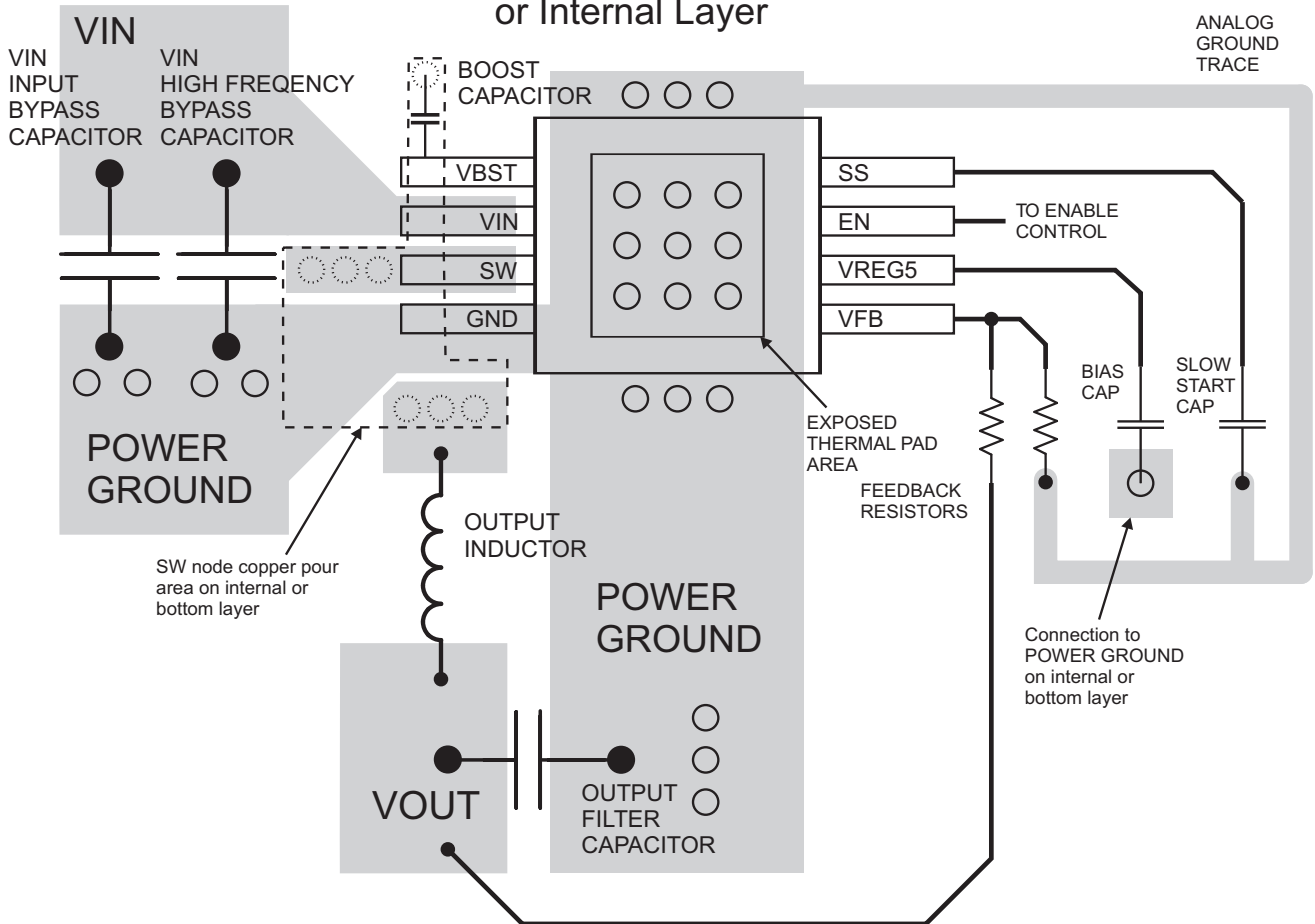 or Internal Layer
VIN
VIN
INPUT
BYPASS
CAPACITOR
VIN
HIGH FREQENCY
BYPASS
CAPACITOR
BOOST
CAPACITOR
ANALOG
GROUND
TRACE
VBST
VIN
SW
GND
SS
EN
VREG5
VFB
TO ENABLE
CONTROL
BIAS
CAP
SLOW
START
CAP
EXPOSED
THERMAL PAD
AREA
FEEDBACK
RESISTORS
POWER
GROUND
OUTPUT
INDUCTOR
SW node copper pour
area on internal or
bottom layer
POWER
GROUND
Connection to
POWER GROUND
on internal or
bottom layer
VOUT
OUTPUT
FILTER
CAPACITOR